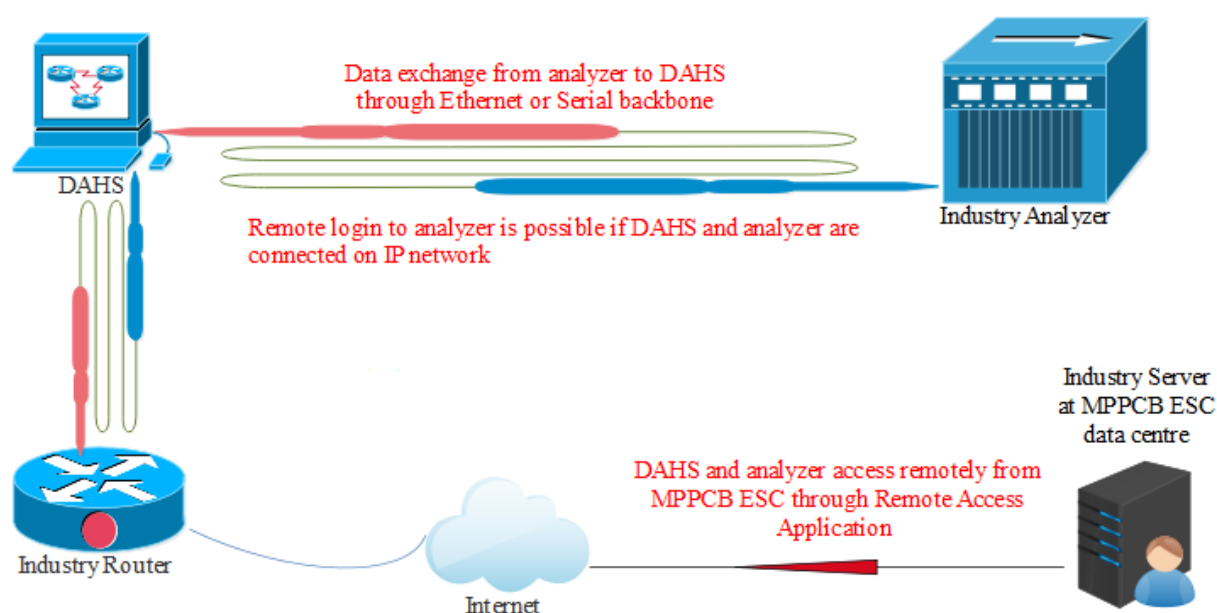 Data exchange from analyzer to DAHS
through Ethernet or Serial backbone
DAHS
Remote login to analyzer is possible if DAHS and analyzer are
connected on IP network
Industry Analyzer
Industry Server
at MPPCB ESC
data centre
DAHS and analyzer access remotely from
MPPCB ESC through Remote Access
Application
Industry Router
Internet